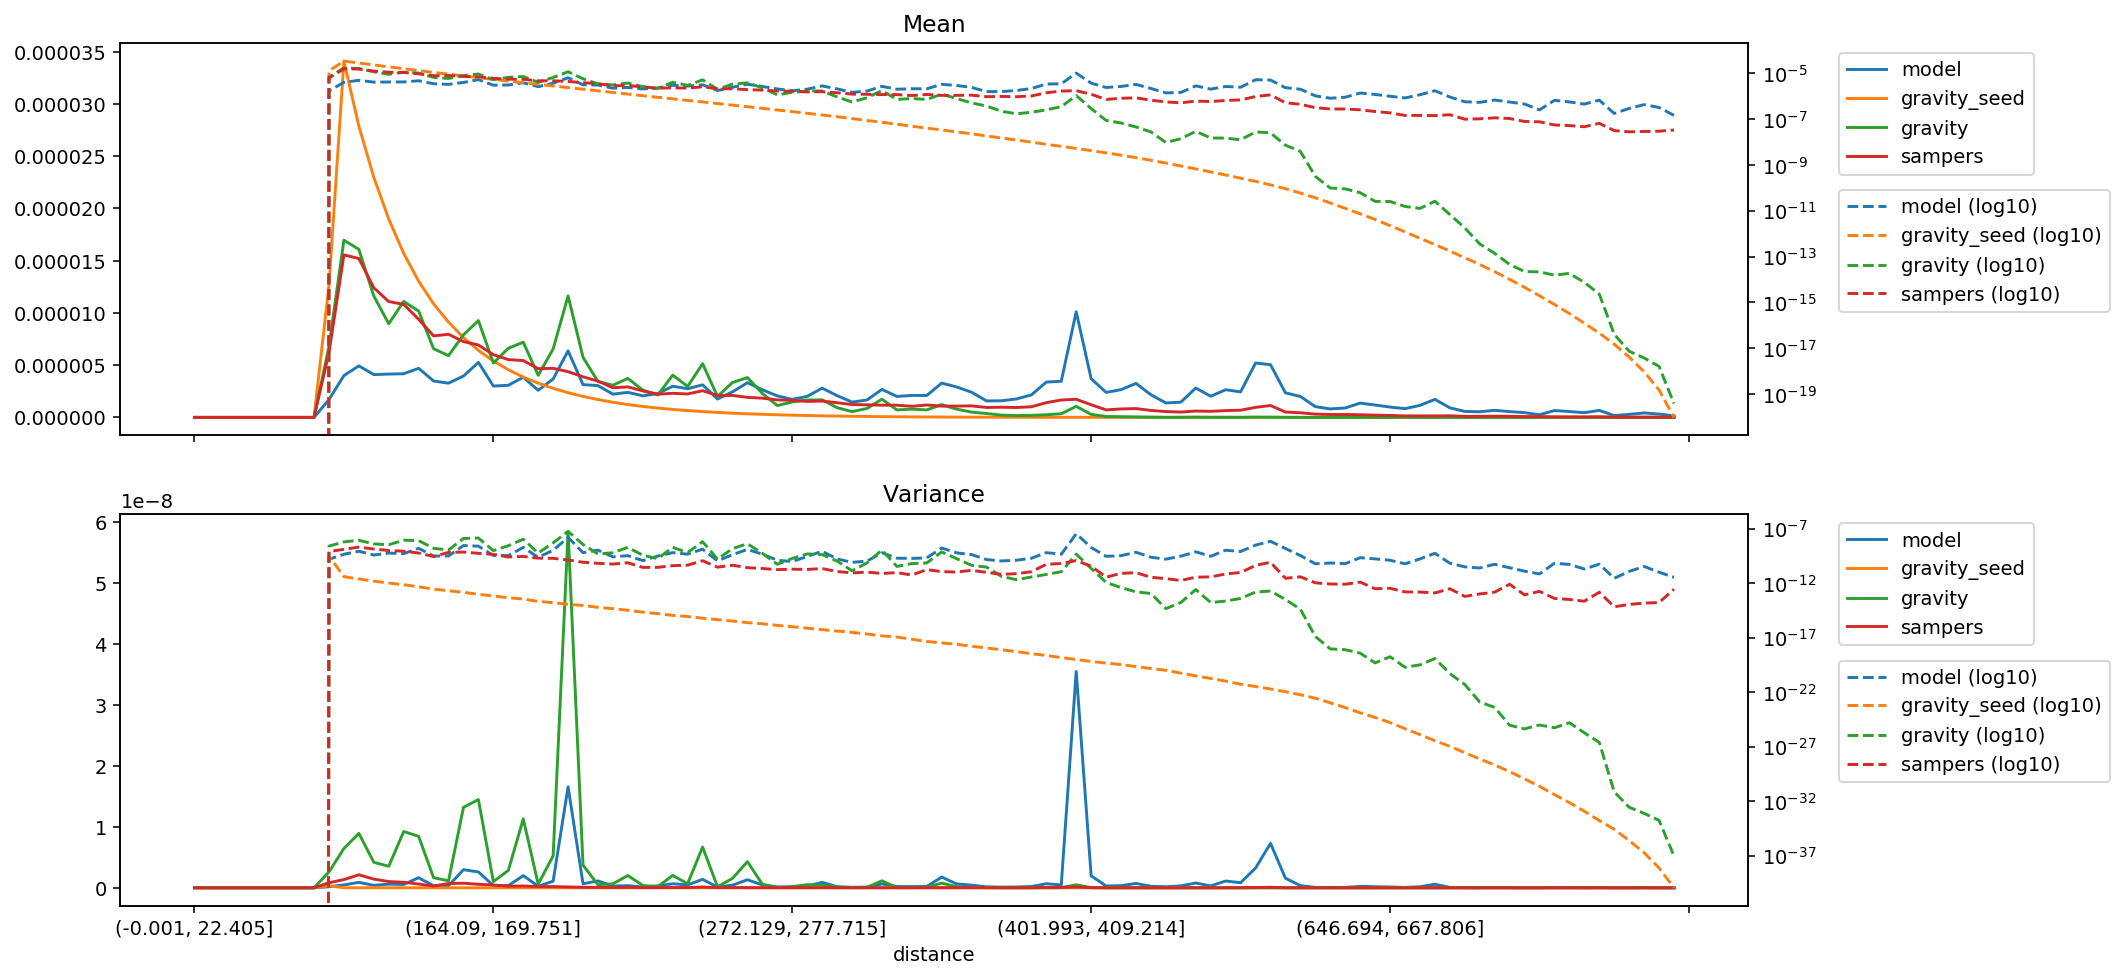 Mean
0.000035
0.000030
0.000025
0.000020
0.000015
0.000010
0.000005
0.000000
10−5
10−7
10−9
10−11
10−13
10−15
10−17
10−19
model
gravity_seed
gravity
sampers
model (log10)
gravity_seed (log10)
gravity (log10)
sampers (log10)
Variance
1e−8
6
5
4
3
2
1
0
10−7
10−12
10−17
10−22
10−27
10−32
10−37
model
gravity_seed
gravity
sampers
model (log10)
gravity_seed (log10)
gravity (log10)
sampers (log10)
(-0.001, 22.405] (164.09, 169.751] (272.129, 277.715] (401.993, 409.214] (646.694, 667.806]
distance